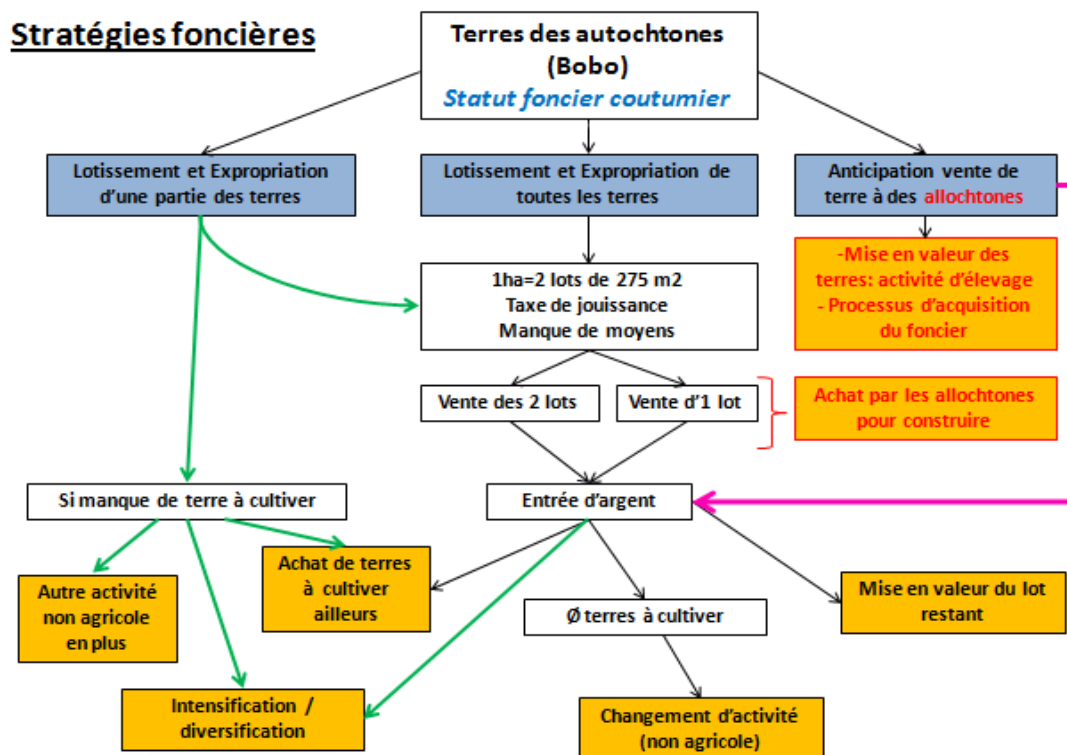 Stratégies foncières
Terres des autochtones
(Bobo)
Statut foncier coutumier
Lotissement et Expropriation
d'une partie des terres
Lotissement et Expropriation de
toutes les terres
Anticipation vente de
terre à des allochtones
1ha=2 lots de 275 m2
Taxe de jouissance
Manque de moyens
-Mise en valeur des
terres: activité d'élevage
- Processus d'acquisition
du foncier
Vente des 2 lots
Vente d'1 lot
Achat par les allochtones
pour construire
Si manque de terre à cultiver
Entrée d'argent
Autre activité
non agricole
en plus
Achat de terres
à cultiver
ailleurs
Ø terres à cultiver
Mise en valeur du lot
restant
Intensification /
diversification
Changement d'activité
(non agricole)